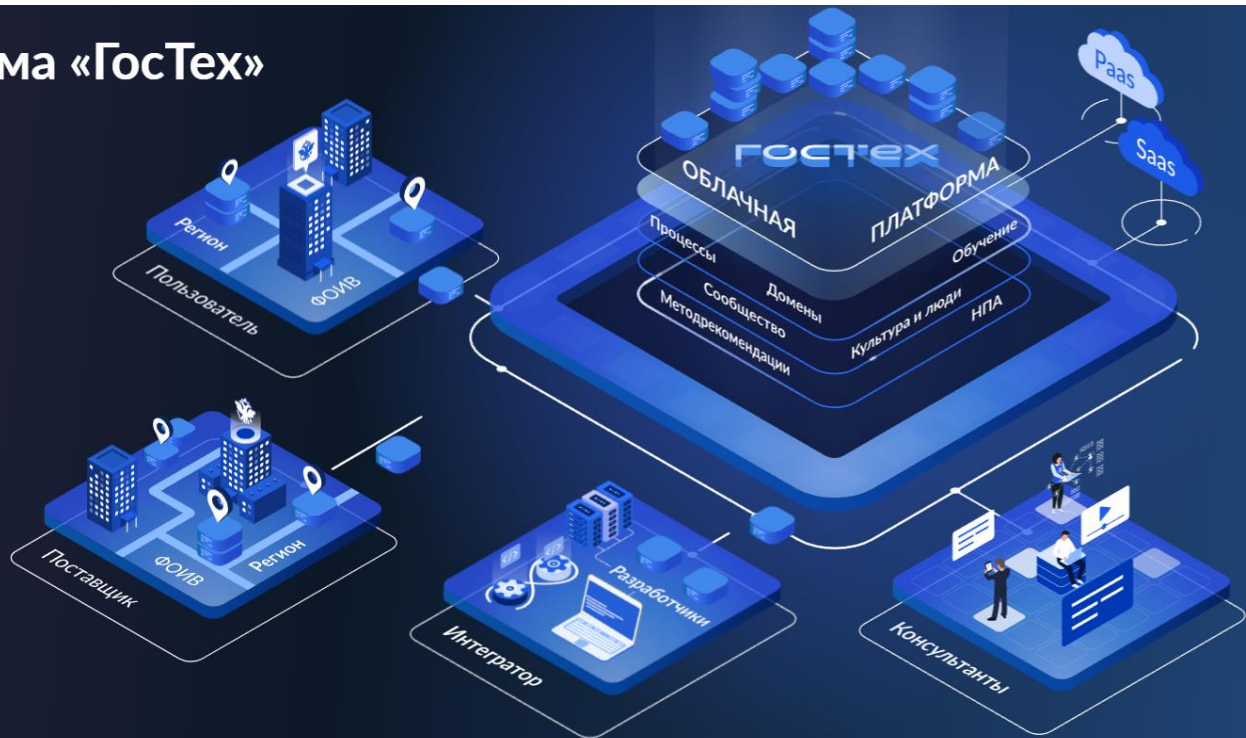 ма «ГосТех»
Paas
Saas
ГОСТЕХ
ОБЛАЧНАЯ
ПЛАТФОРМА
Процессы
Домены
Обучение
Сообщество
Культура и люди
Методрекомендации
НПА
Регион
ФОИВ
Пользователь
ФОИВ
Регион
Поставщик
Разработчики
Интегратор
Консультанты